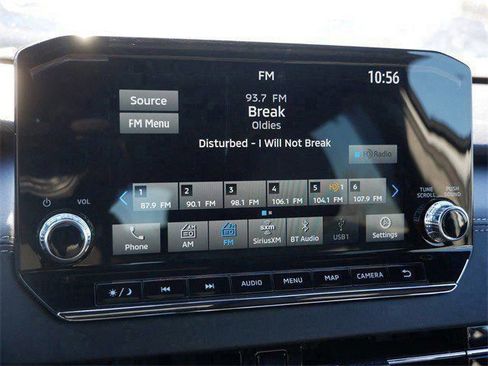 FM
10:56
Source
93.7 FM
Break
Oldies
FM Menu
Disturbed - I Will Not Break
HD Radio
1 2 3 4 5 HD 1 6
87.9 FM 90.1 FM 98.1 FM 106.1 FM 104.1 FM 107.9 FM
VOL
TUNE SCROLL
PUSH SOUND
Phone AM FM SiriusXM BT Audio USB1 Settings
sxm
AUDIO MENU MAP CAMERA